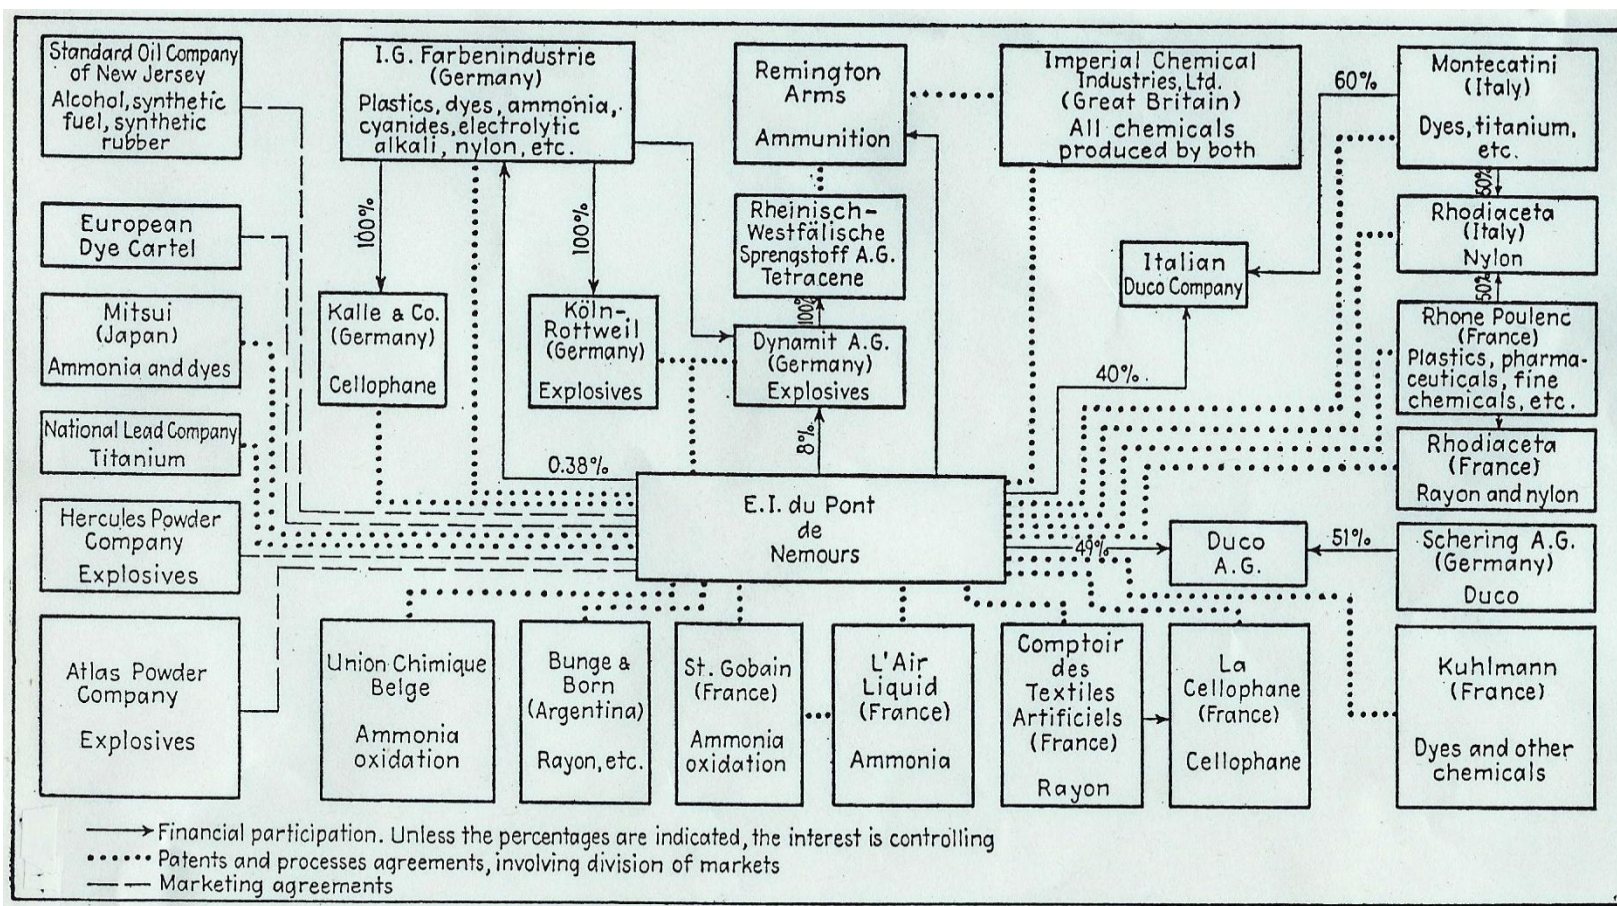 Standard Oil Company
of New Jersey
Alcohol, synthetic
fuel, synthetic
rubber
I.G. Farbenindustrie
(Germany)
Plastics, dyes, ammonia,
cyanides, electrolytic
alkali, nylon, etc.
Remington
Arms
Ammunition
Imperial Chemical
Industries, Ltd.
(Great Britain)
All chemicals
produced by both
60%
Montecatini
(Italy)
Dyes, titanium,
etc.
50%
European
Dye Cartel
100%
100%
Rheinisch-
Westfälische
Sprengstoff A.G.
Tetracene
100%
Italian
Duco Company
Rhodiaceta
(Italy)
Nylon
50%
Mitsui
(Japan)
Ammonia and dyes
Kalle & Co.
(Germany)
Cellophane
Köln-
Rottweil
(Germany)
Explosives
Dynamit A.G.
(Germany)
Explosives
8%
40%
Rhone Poulenc
(France)
Plastics, pharma-
ceuticals, fine
chemicals, etc.
National Lead Company
Titanium
0.38%
Rhodiaceta
(France)
Rayon and nylon
Hercules Powder
Company
Explosives
E.I. du Pont
de
Nemours
49%
Duco
A.G.
51%
Schering A.G.
(Germany)
Duco
Atlas Powder
Company
Explosives
Union Chimique
Belge
Ammonia
oxidation
Bunge &
Born
(Argentina)
Rayon, etc.
St. Gobain
(France)
Ammonia
oxidation
L'Air
Liquid
(France)
Ammonia
Comptoir
des
Textiles
Artificiels
(France)
Rayon
La
Cellophane
(France)
Cellophane
Kuhlmann
(France)
Dyes and other
chemicals
Financial participation. Unless the percentages are indicated, the interest is controlling
Patents and processes agreements, involving division of markets
Marketing agreements